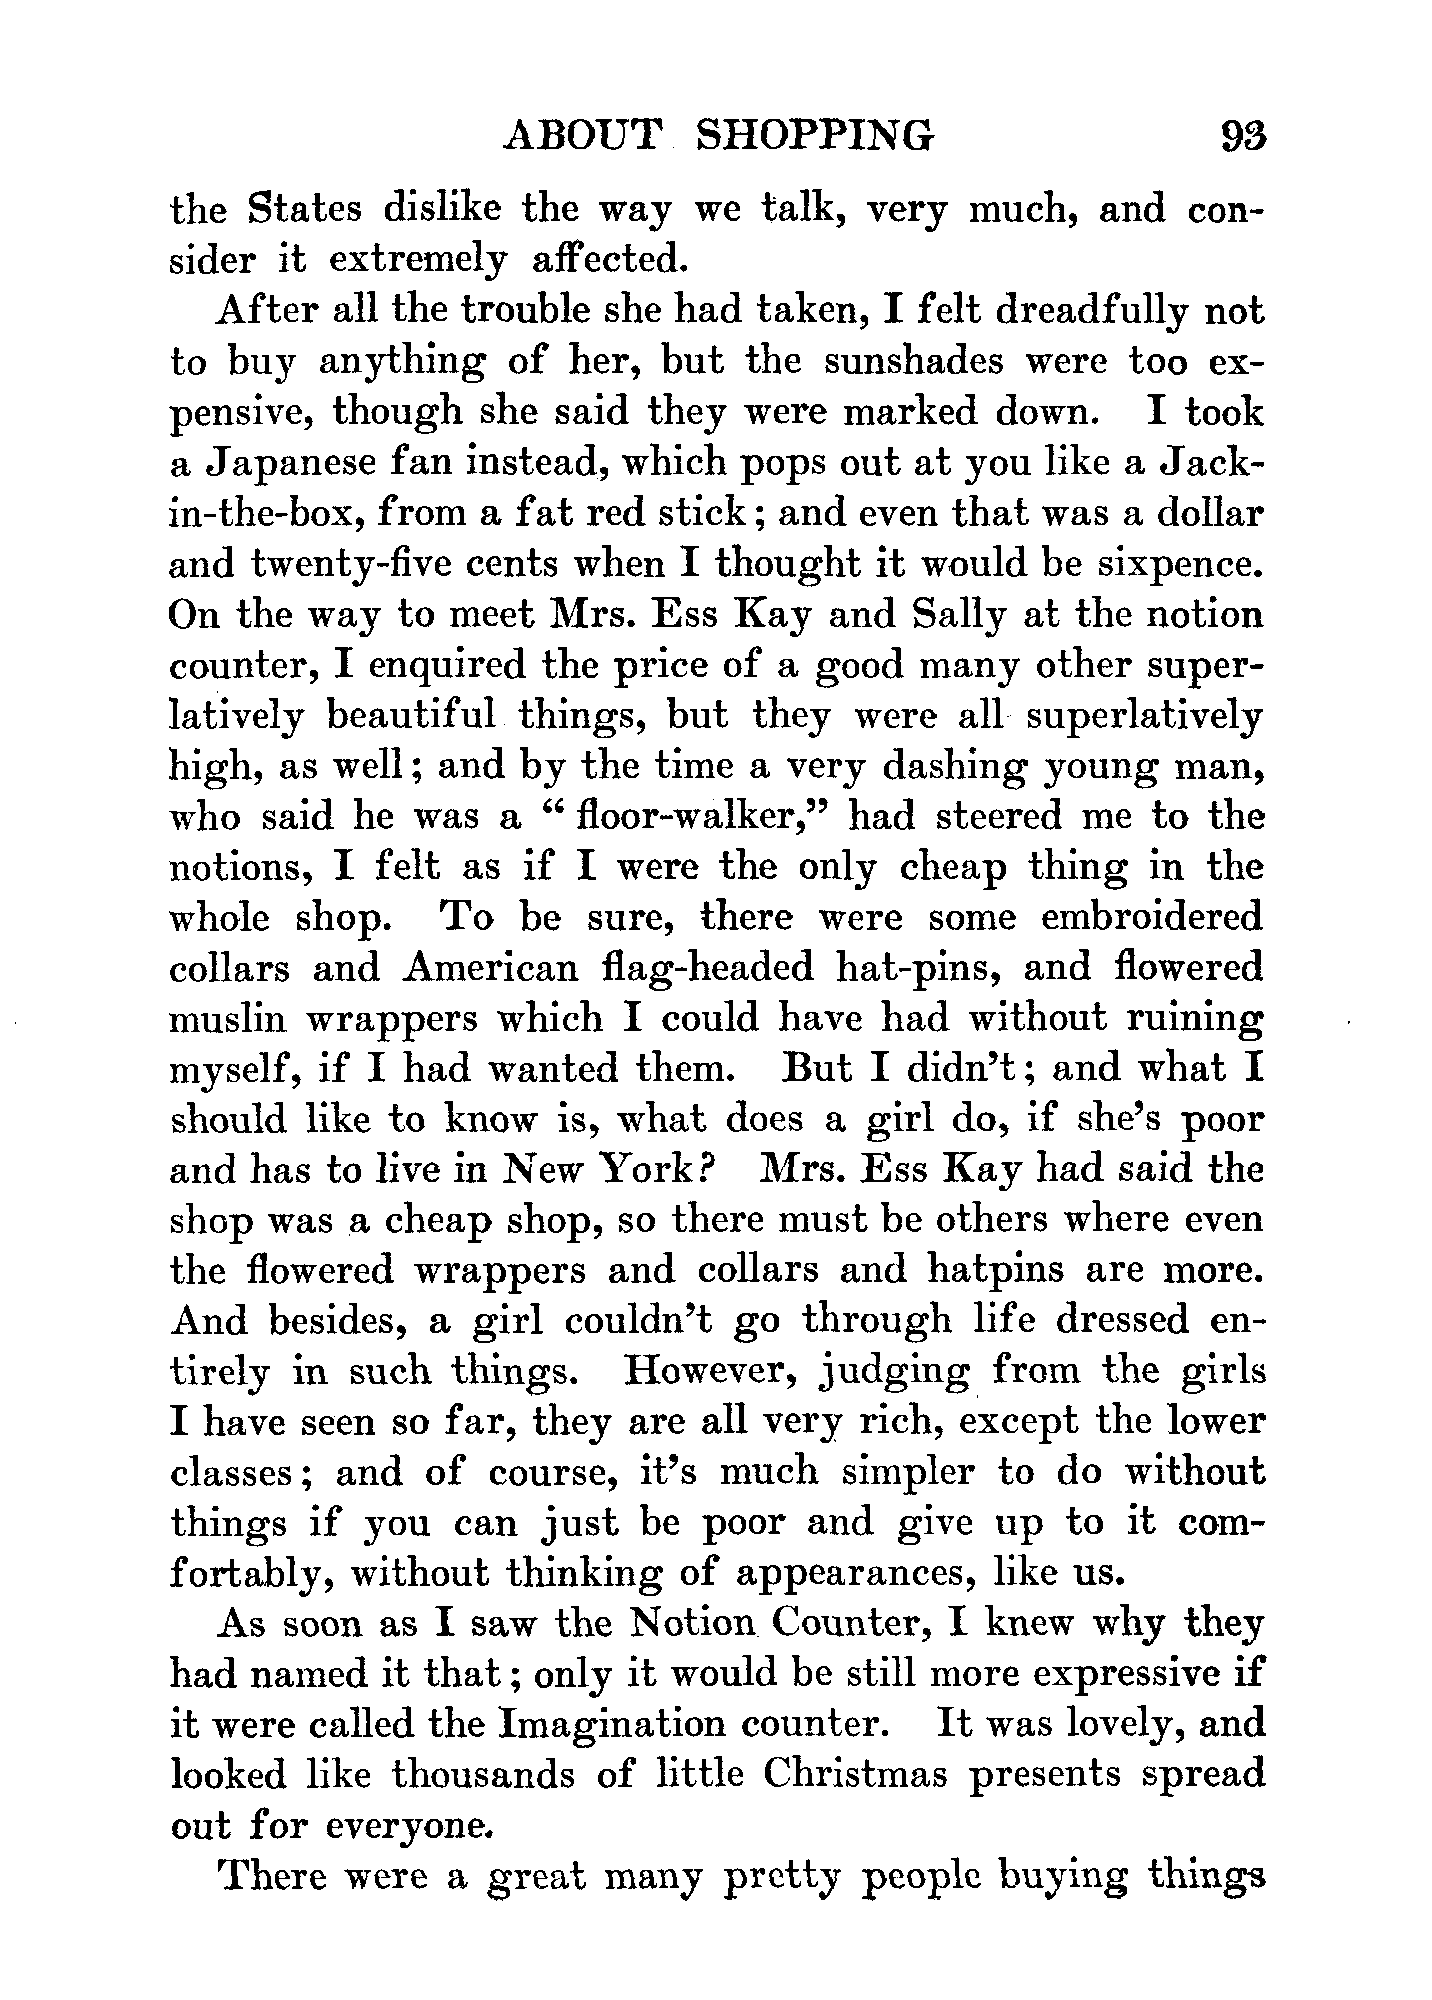 ABOUT SHOPPING 93
the States dislike the way we talk, very much, and con-
sider it extremely affected.
After all the trouble she had taken, I felt dreadfully not
to buy anything of her, but the sunshades were too ex-
pensive, though she said they were marked down. I took
a Japanese fan instead, which pops out at you like a Jack-
in-the-box, from a fat red stick; and even that was a dollar
and twenty-five cents when I thought it would be sixpence.
On the way to meet Mrs. Ess Kay and Sally at the notion
counter, I enquired the price of a good many other super-
latively beautiful things, but they were all superlatively
high, as well; and by the time a very dashing young man,
who said he was a “floor-walker,” had steered me to the
notions, I felt as if I were the only cheap thing in the
whole shop. To be sure, there were some embroidered
collars and American flag-headed hat-pins, and flowered
muslin wrappers which I could have had without ruining
myself, if I had wanted them. But I didn’t; and what I
should like to know is, what does a girl do, if she’s poor
and has to live in New York? Mrs. Ess Kay had said the
shop was a cheap shop, so there must be others where even
the flowered wrappers and collars and hatpins are more.
And besides, a girl couldn’t go through life dressed en-
tirely in such things. However, judging from the girls
I have seen so far, they are all very rich, except the lower
classes; and of course, it’s much simpler to do without
things if you can just be poor and give up to it com-
fortably, without thinking of appearances, like us.
As soon as I saw the Notion Counter, I knew why they
had named it that; only it would be still more expressive if
it were called the Imagination counter. It was lovely, and
looked like thousands of little Christmas presents spread
out for everyone.
There were a great many pretty people buying things